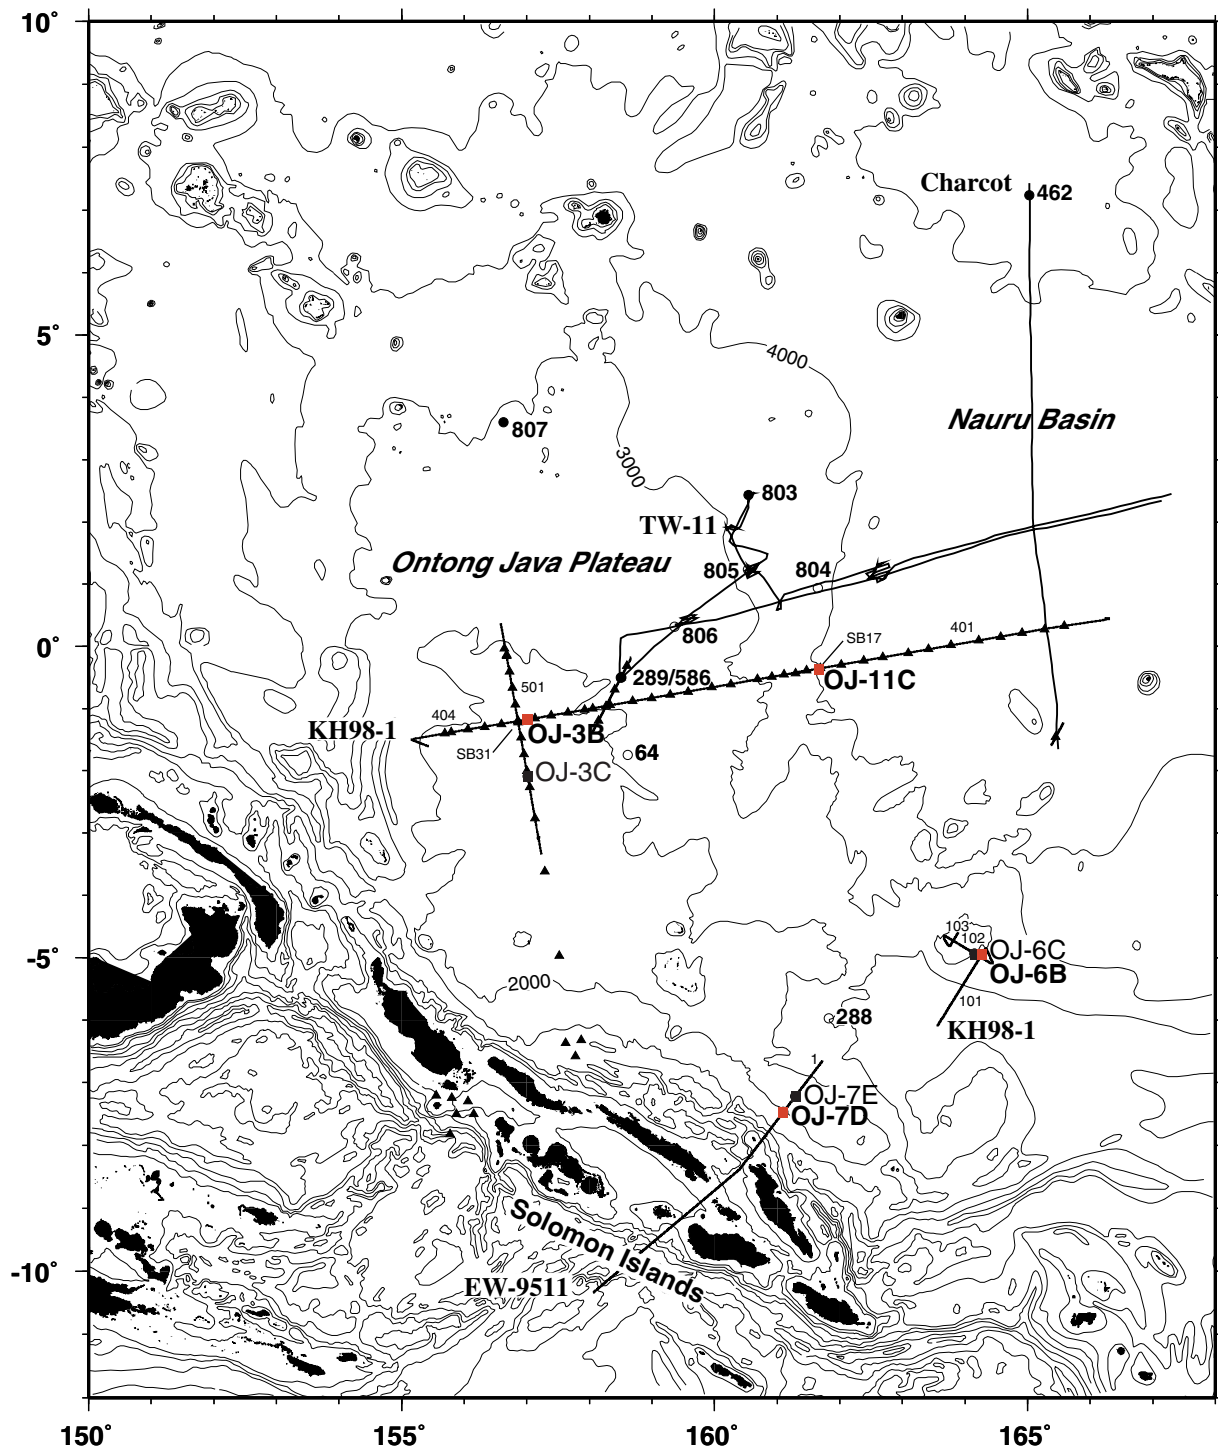 10°
Charcot
462
5°
4000
Nauru Basin
807
3000
803
TW-11
Ontong Java Plateau
805
804
806
0°
SB17
401
289/586
501
OJ-11C
404
KH98-1
OJ-3B
SB31
64
OJ-3C
103
102
OJ-6C
-5°
OJ-6B
2000
101
288
KH98-1
1
OJ-7E
OJ-7D
Solomon Islands
-10°
EW-9511
150°
155°
160°
165°